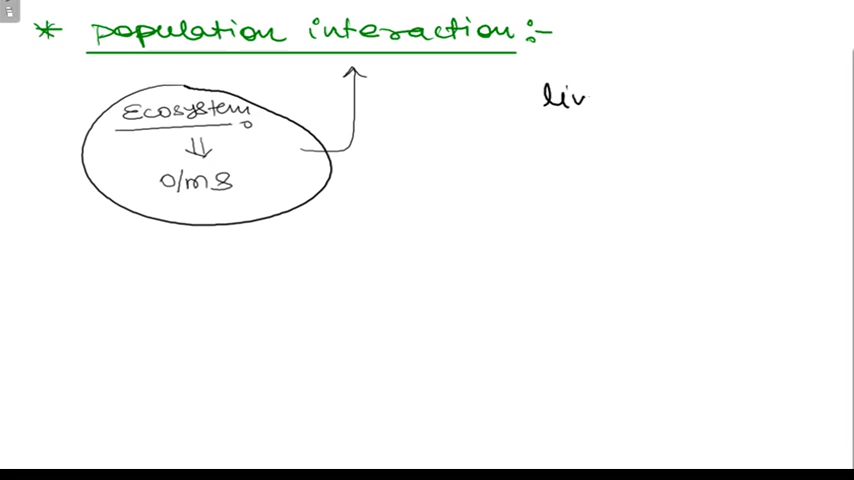 * population interaction :-
Ecosystem
O/mS
liv